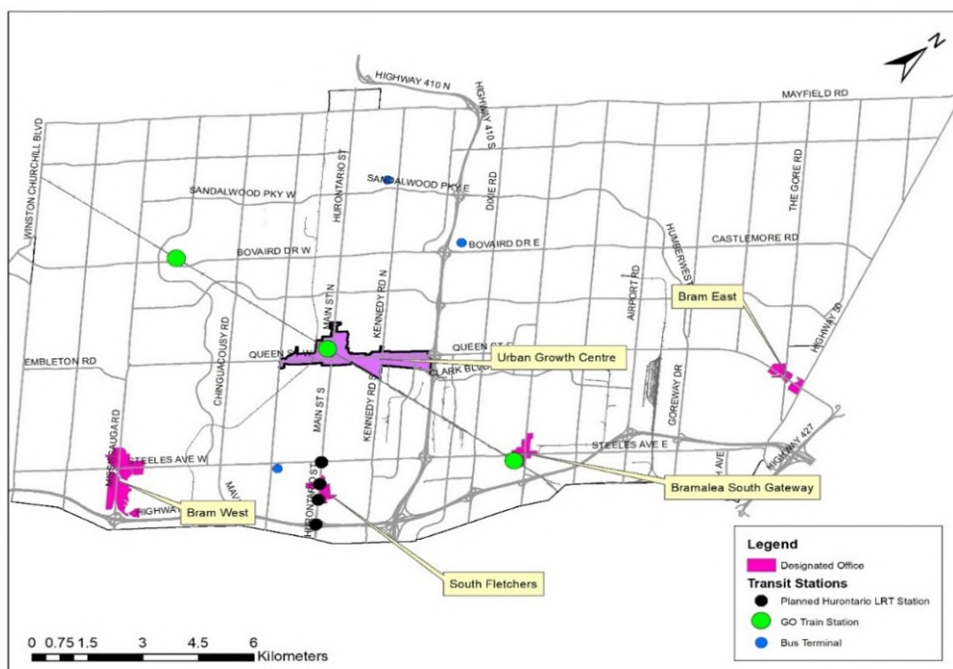 N
HIGHWAY 410 N
HIGHWAY 410 S
MAYFIELD RD
WINSTON CHURCHILL BLVD
HURONTARIO ST
SANDALWOOD PKY W
SANDALWOOD PKY E
DIXIE RD
THE GORE RD
BOVAIRD DR W
BOVAIRD DR E
HUMBERWEST
CASTLEMORE RD
AIRPORT RD
Bram East
MAIN ST N
KENNEDY RD N
CHINGUACOUSY RD
HIGHWAY 50
EMBLETON RD
QUEEN ST W
QUEEN ST E
Urban Growth Centre
CLARK BLVD
GOREWAY DR
MAIN ST S
KENNEDY RD S
STEELES AVE W
STEELES AVE E
HIGHWAY 427
HURONTARIO ST
Bramalea South Gateway
Bram West
South Fletchers
Legend
Designated Office
Transit Stations
Planned Hurontario LRT Station
GO Train Station
Bus Terminal
0 0.75 1.5 3 4.5 6
Kilometers